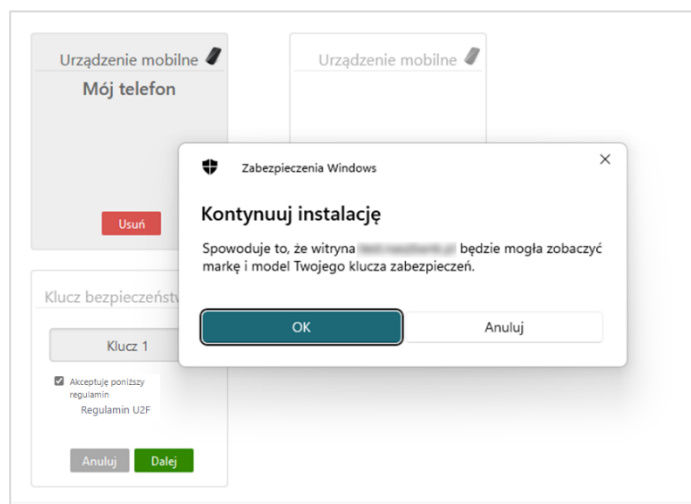 Urządzenie mobilne
Mój telefon
Usuń
Urządzenie mobilne
Zabezpieczenia Windows
Kontynuuj instalację
Spowoduje to, że witryna będzie mogła zobaczyć
markę i model Twojego klucza zabezpieczeń.
OK
Anuluj
Klucz bezpieczeńst
Klucz 1
Akceptuję poniższy
regulamin
Regulamin U2F
Anuluj
Dalej